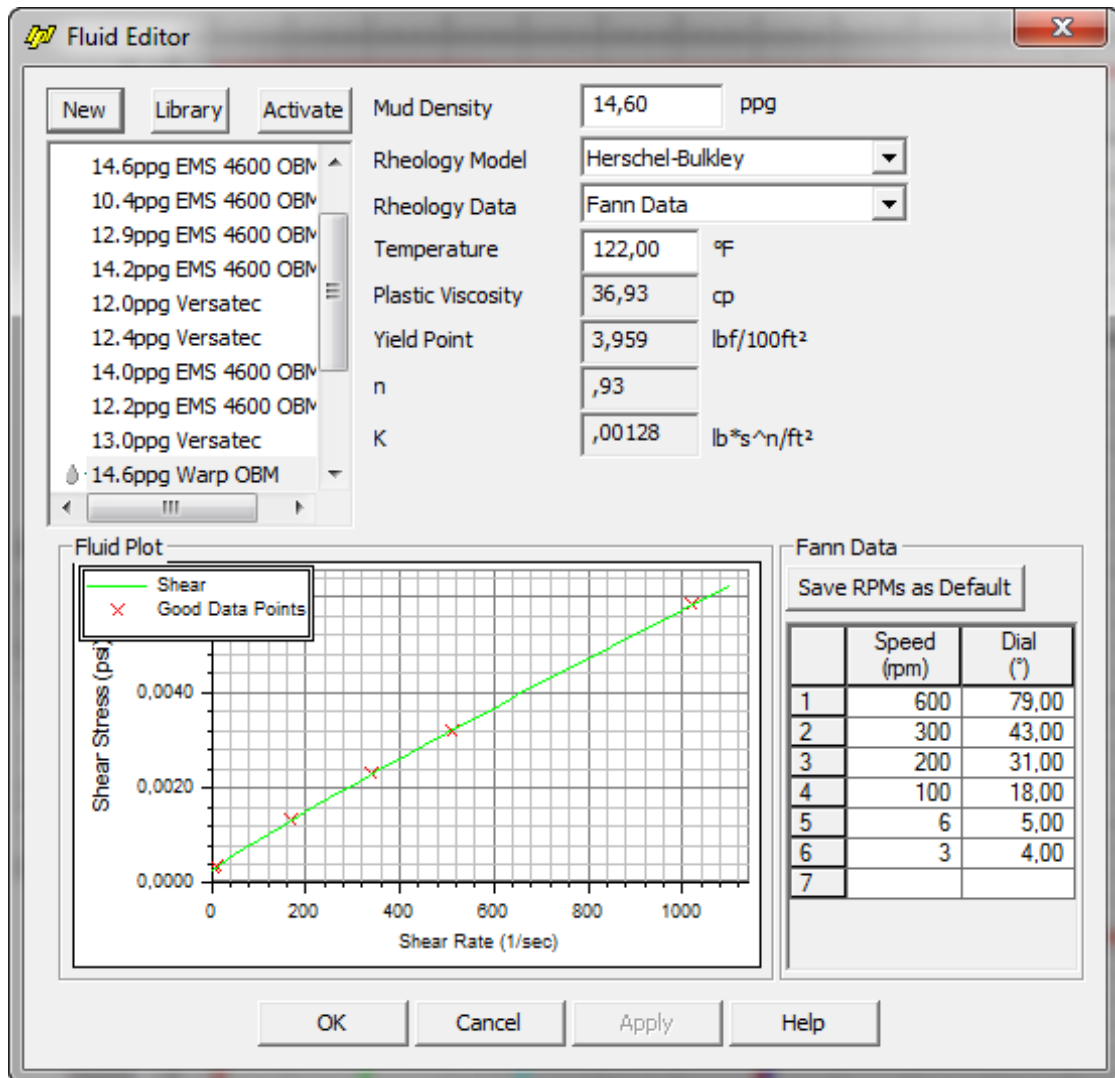 Fluid Editor
New Library Activate
14.6ppg EMS 4600 OBM
10.4ppg EMS 4600 OBM
12.9ppg EMS 4600 OBM
14.2ppg EMS 4600 OBM
12.0ppg Versatec
12.4ppg Versatec
14.0ppg EMS 4600 OBM
12.2ppg EMS 4600 OBM
13.0ppg Versatec
14.6ppg Warp OBM
Mud Density 14,60 ppg
Rheology Model Herschel-Bulkley
Rheology Data Fann Data
Temperature 122,00 °F
Plastic Viscosity 36,93 cp
Yield Point 3,959 lbf/100ft²
n ,93
K ,00128 lb*s^n/ft²
Fluid Plot
Shear
Good Data Points
Shear Stress (psi)
0,0040
0,0020
0,0000
0 200 400 600 800 1000
Shear Rate (1/sec)
Fann Data
Save RPMs as Default
Speed (rpm) Dial (°)
1 600 79,00
2 300 43,00
3 200 31,00
4 100 18,00
5 6 5,00
6 3 4,00
7
OK Cancel Apply Help